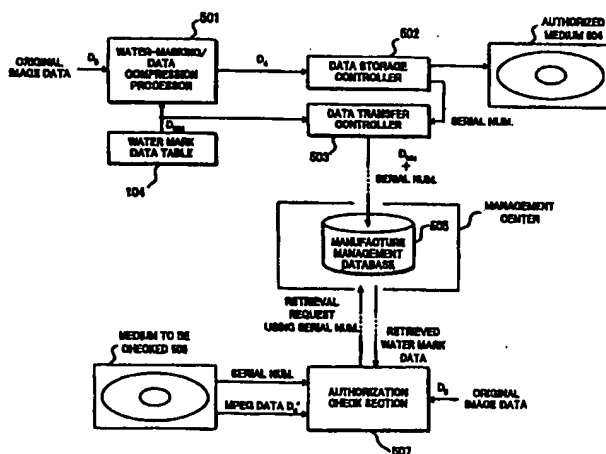 501
WATER-MASKING/
DATA
COMPRESSION
PROCESSOR
ORIGINAL
IMAGE DATA
502
DATA STORAGE
CONTROLLER
AUTHORIZED
MEDIUM 504
SERIAL NUM.
DATA TRANSFER
CONTROLLER
503
WATER MARK
DATA TABLE
104
+
SERIAL NUM.
MANAGEMENT
CENTER
505
MANUFACTURE
MANAGEMENT
DATABASE
RETRIEVAL
REQUEST
USING SERIAL NUM.
RETRIEVED
WATER MARK
DATA
MEDIUM TO BE
CHECKED 506
SERIAL NUM.
MPEG DATA
AUTHORIZATION
CHECK SECTION
ORIGINAL
IMAGE DATA
507